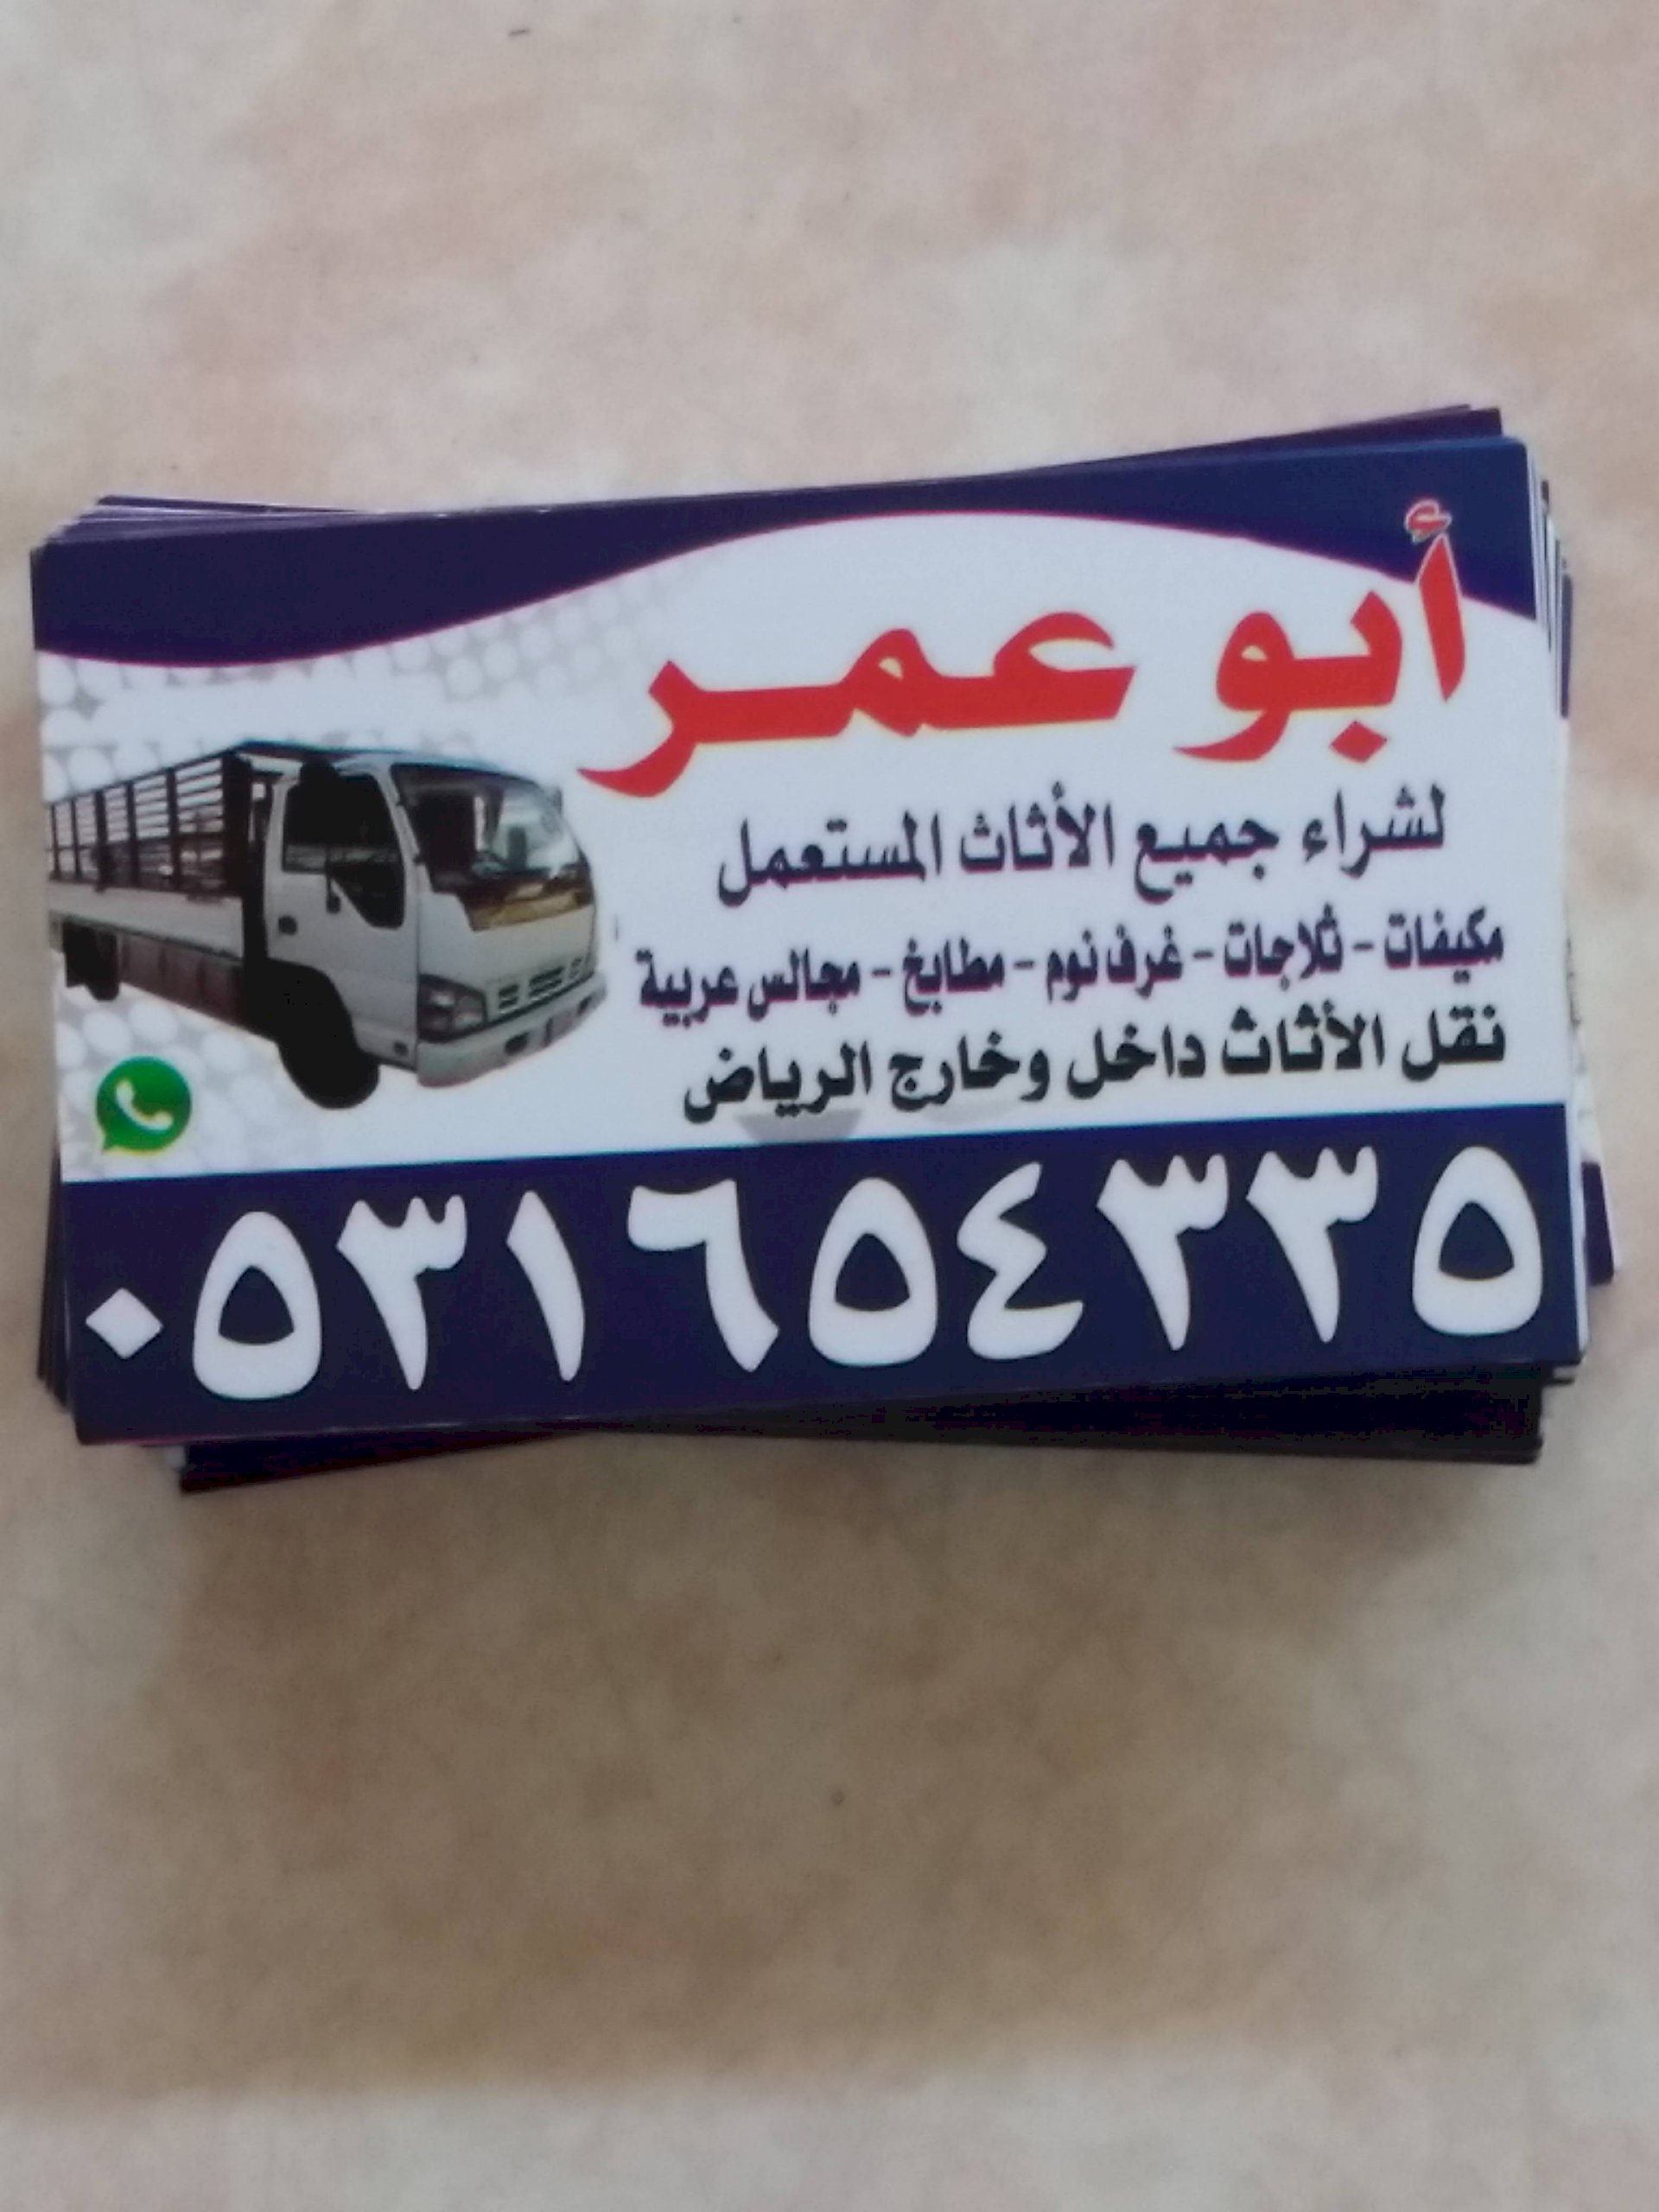 أبو عمر
لشراء جميع الأثاث المستعمل
مكيفات - ثلاجات - غرف نوم - مطابخ - مجالس عربية
نقل الأثاث داخل وخارج الرياض
٠٥٣١٦٥٤٣٣٥